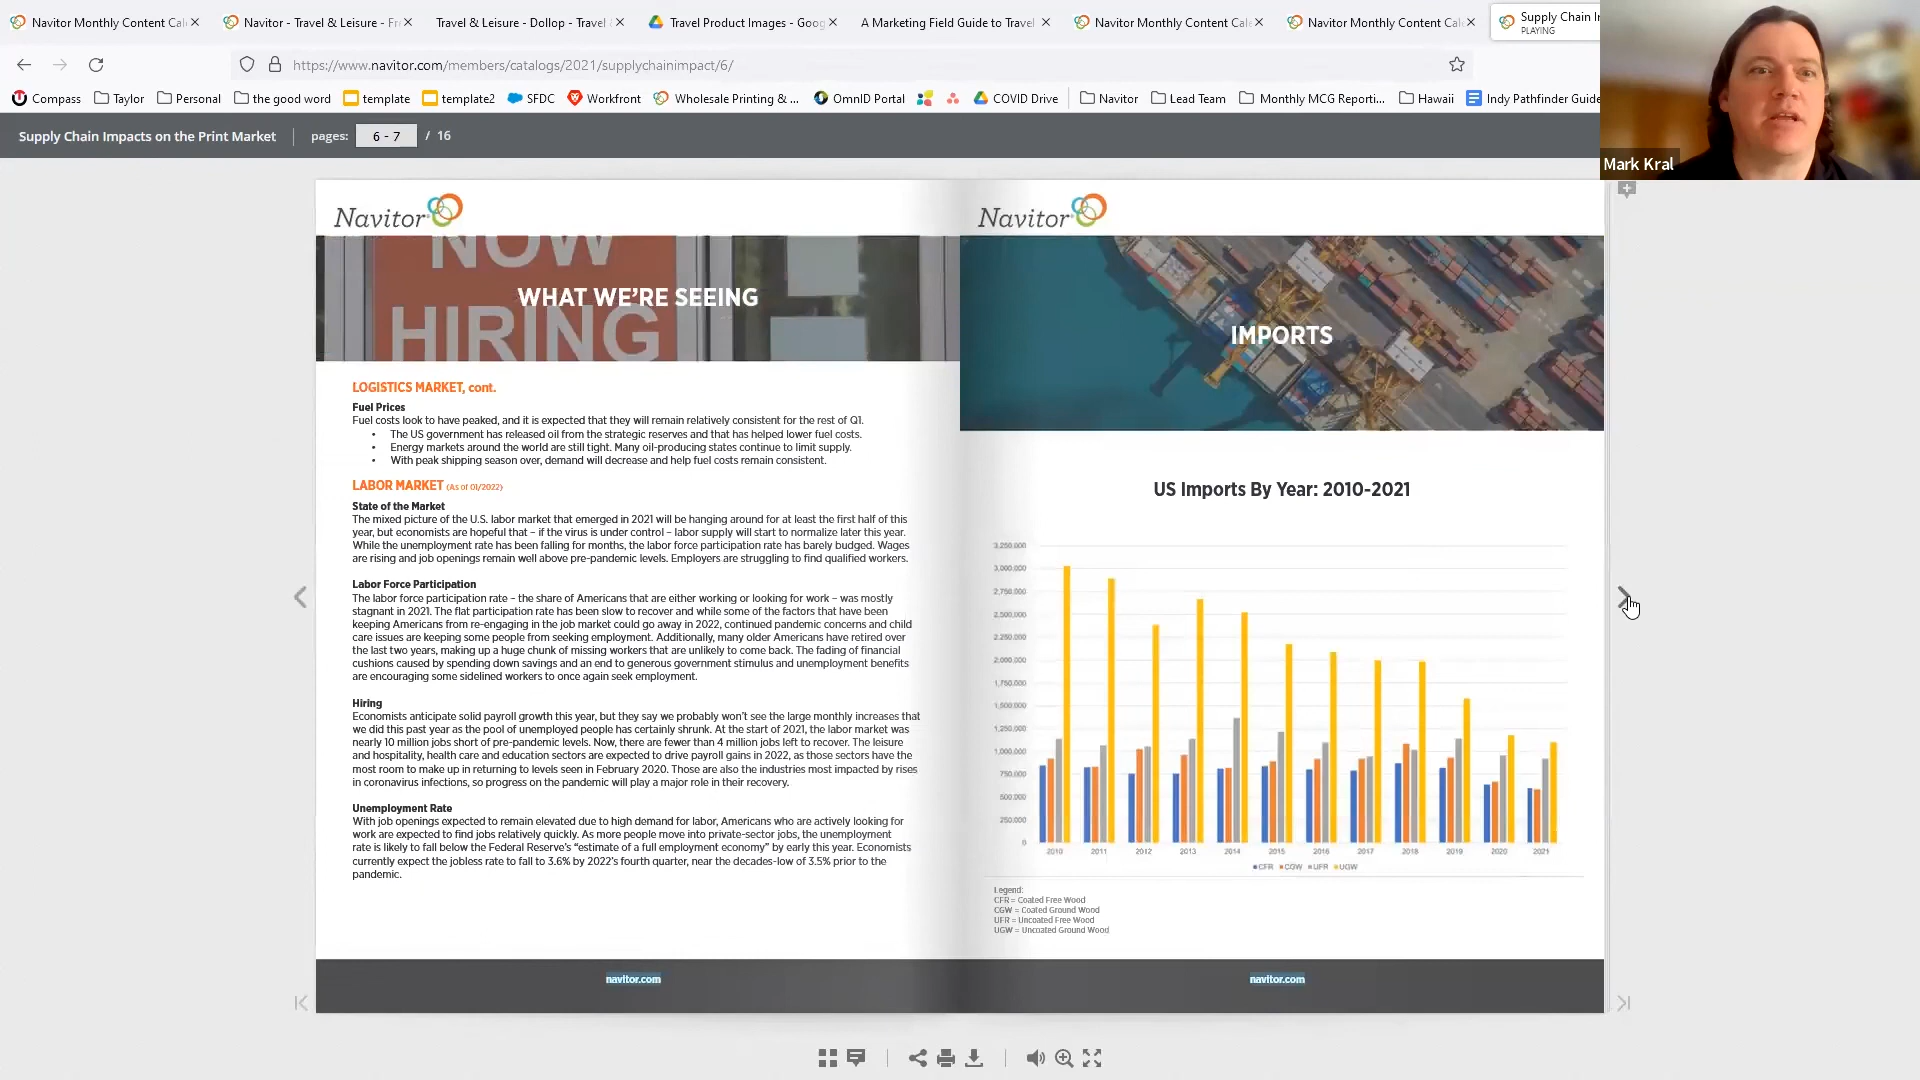 Navitor Monthly Content Cal
Navitor - Travel & Leisure - Fr
Travel & Leisure - Dollop - Travel
Travel Product Images - Goog
A Marketing Field Guide to Travel
Navitor Monthly Content Cal
Navitor Monthly Content Cal
Supply Chain Ir
PLAYING
https://www.navitor.com/members/catalogs/2021/supplychainimpact/6/
Compass
Taylor
Personal
the good word
template
template2
SFDC
Workfront
Wholesale Printing & ...
OmnID Portal
COVID Drive
Navitor
Lead Team
Monthly MCG Reporti...
Hawaii
Indy Pathfinder Guide
Mark Kral
Supply Chain Impacts on the Print Market
pages: 6 - 7 / 16
Navitor
NOW
HIRING
WHAT WE'RE SEEING
LOGISTICS MARKET, cont.
Fuel Prices
Fuel costs look to have peaked, and it is expected that they will remain relatively consistent for the rest of Q1.
• The US government has released oil from the strategic reserves and that has helped lower fuel costs.
• Energy markets around the world are still tight. Many oil-producing states continue to limit supply.
• With peak shipping season over, demand will decrease and help fuel costs remain consistent.
LABOR MARKET (As of 01/2022)
State of the Market
The mixed picture of the U.S. labor market that emerged in 2021 will be hanging around for at least the first half of this
year, but economists are hopeful that – if the virus is under control – labor supply will start to normalize later this year.
While the unemployment rate has been falling for months, the labor force participation rate has barely budged. Wages
are rising and job openings remain well above pre-pandemic levels. Employers are struggling to find qualified workers.
Labor Force Participation
The labor force participation rate – the share of Americans that are either working or looking for work – was mostly
stagnant in 2021. The flat participation rate has been slow to recover and while some of the factors that have been
keeping Americans from re-engaging in the job market could go away in 2022, continued pandemic concerns and child
care issues are keeping some people from seeking employment. Additionally, many older Americans have retired over
the last two years, making up a huge chunk of missing workers that are unlikely to come back. The fading of financial
cushions caused by spending down savings and an end to generous government stimulus and unemployment benefits
are encouraging some sidelined workers to once again seek employment.
Hiring
Economists anticipate solid payroll growth this year, but they say we probably won't see the large monthly increases that
we did this past year as the pool of unemployed people has certainly shrunk. At the start of 2021, the labor market was
nearly 10 million jobs short of pre-pandemic levels. Now, there are fewer than 4 million jobs left to recover. The leisure
and hospitality, health care and education sectors are expected to drive payroll gains in 2022, as those sectors have the
most room to make up in returning to levels seen in February 2020. Those are also the industries most impacted by rises
in coronavirus infections, so progress on the pandemic will play a major role in their recovery.
Unemployment Rate
With job openings expected to remain elevated due to high demand for labor, Americans who are actively looking for
work are expected to find jobs relatively quickly. As more people move into private-sector jobs, the unemployment
rate is likely to fall below the Federal Reserve's "estimate of a full employment economy" by early this year. Economists
currently expect the jobless rate to fall to 3.6% by 2022's fourth quarter, near the decades-low of 3.5% prior to the
pandemic.
navitor.com
Navitor
IMPORTS
US Imports By Year: 2010-2021
3,250,000
3,000,000
2,750,000
2,500,000
2,250,000
2,000,000
1,750,000
1,500,000
1,250,000
1,000,000
750,000
500,000
250,000
0
2010 2011 2012 2013 2014 2015 2016 2017 2018 2019 2020 2021
CFR CGW UFR UGW
Legend:
CFR = Coated Free Wood
CGW = Coated Ground Wood
UFR = Uncoated Free Wood
UGW = Uncoated Ground Wood
navitor.com